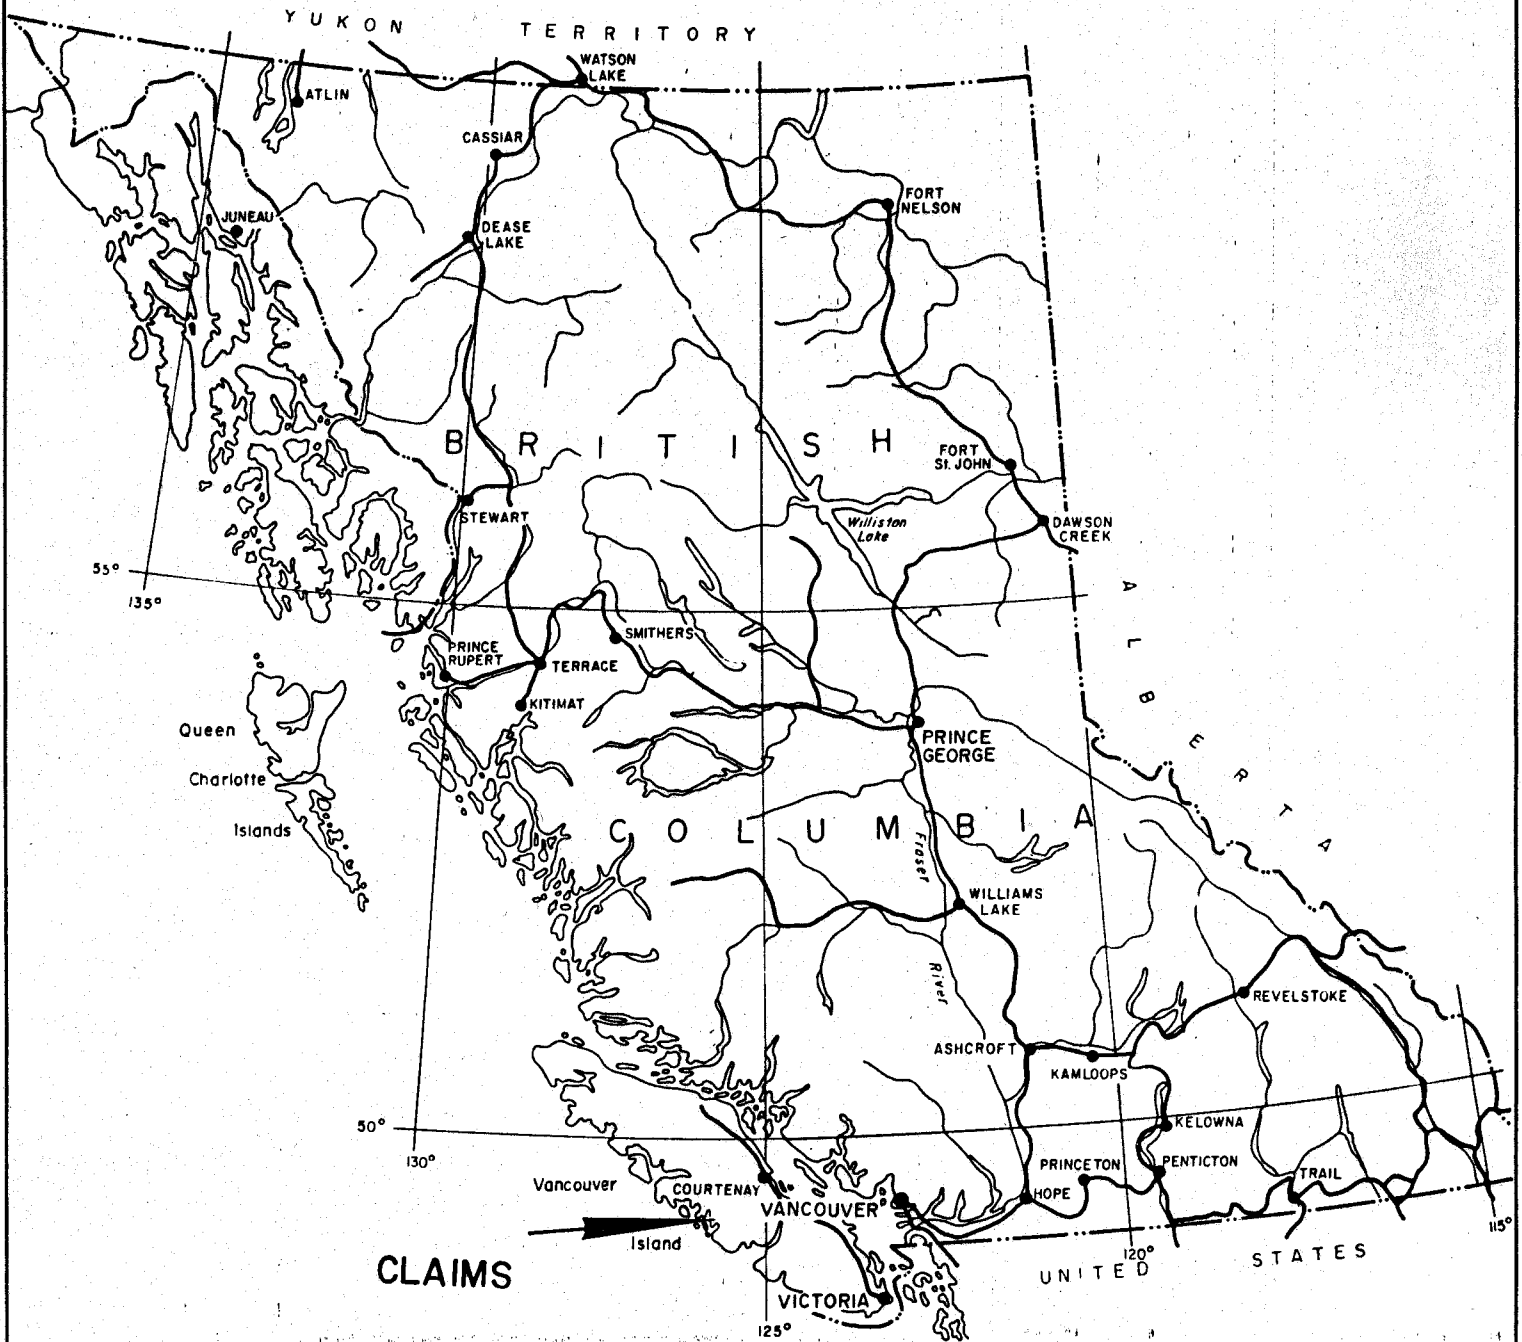 YUKON TERRITORY
WATSON
LAKE
ATLIN
CASSIAR
FORT
NELSON
JUNEAU
DEASE
LAKE
BRITISH
FORT
St. JOHN
STEWART
Williston
Lake
DAWSON
CREEK
55°
135°
ALBERTA
PRINCE
RUPERT
SMITHERS
TERRACE
KITIMAT
Queen
Charlotte
Islands
PRINCE
GEORGE
COLUMBIA
Fraser
River
WILLIAMS
LAKE
REVELSTOKE
ASHCROFT
KAMLOOPS
50°
130°
KELOWNA
PRINCETON
PENTICTON
TRAIL
HOPE
Vancouver
Island
COURTENAY
VANCOUVER
CLAIMS
VICTORIA
125°
120°
115°
UNITED STATES